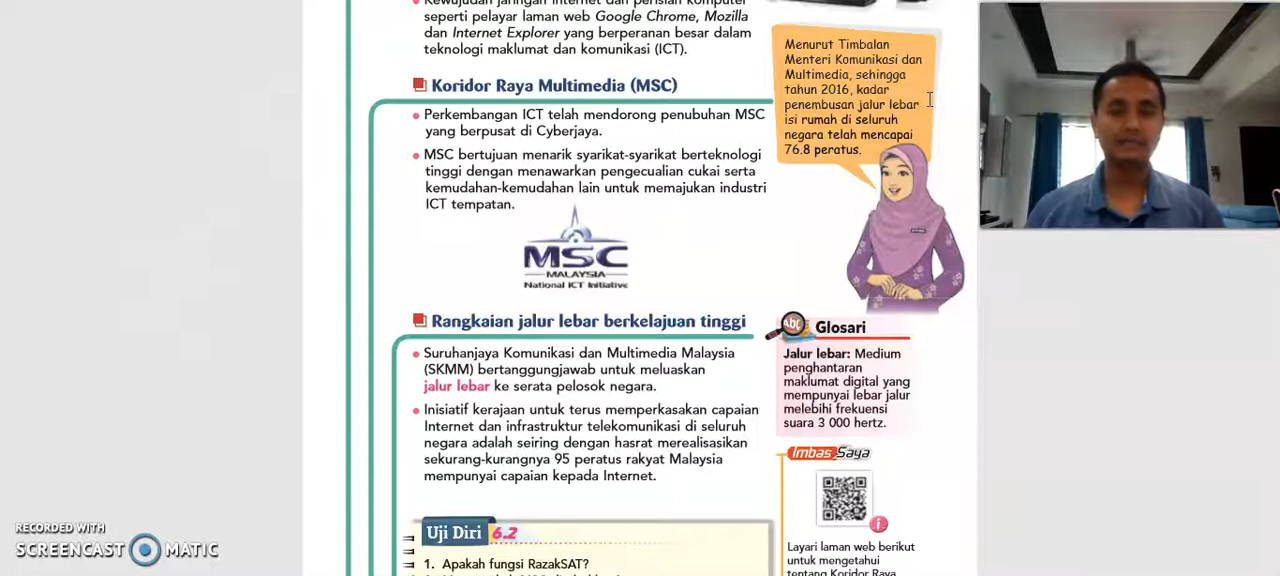 Kewujudan jaringan Internet dan perisian komputer
seperti pelayar laman web Google Chrome, Mozilla
dan Internet Explorer yang berperanan besar dalam
teknologi maklumat dan komunikasi (ICT).
Koridor Raya Multimedia (MSC)
Perkembangan ICT telah mendorong penubuhan MSC
yang berpusat di Cyberjaya.
MSC bertujuan menarik syarikat-syarikat berteknologi
tinggi dengan menawarkan pengecualian cukai serta
kemudahan-kemudahan lain untuk memajukan industri
ICT tempatan.
MSC
MALAYSIA
National ICT Initiative
Rangkaian jalur lebar berkelajuan tinggi
Suruhanjaya Komunikasi dan Multimedia Malaysia
(SKMM) bertanggungjawab untuk meluaskan
jalur lebar ke serata pelosok negara.
Inisiatif kerajaan untuk terus memperkasakan capaian
Internet dan infrastruktur telekomunikasi di seluruh
negara adalah seiring dengan hasrat merealisasikan
sekurang-kurangnya 95 peratus rakyat Malaysia
mempunyai capaian kepada Internet.
Uji Diri 6.2
1. Apakah fungsi RazakSAT?
Menurut Timbalan
Menteri Komunikasi dan
Multimedia, sehingga
tahun 2016, kadar
penembusan jalur lebar
isi rumah di seluruh
negara telah mencapai
76.8 peratus.
Abc
Glosari
Jalur lebar: Medium
penghantaran
maklumat digital yang
mempunyai lebar jalur
melebihi frekuensi
suara 3 000 hertz.
Imbas Saya
i
Layari laman web berikut
untuk mengetahui
tentang Koridor Raya
RECORDED WITH
SCREENCAST MATIC